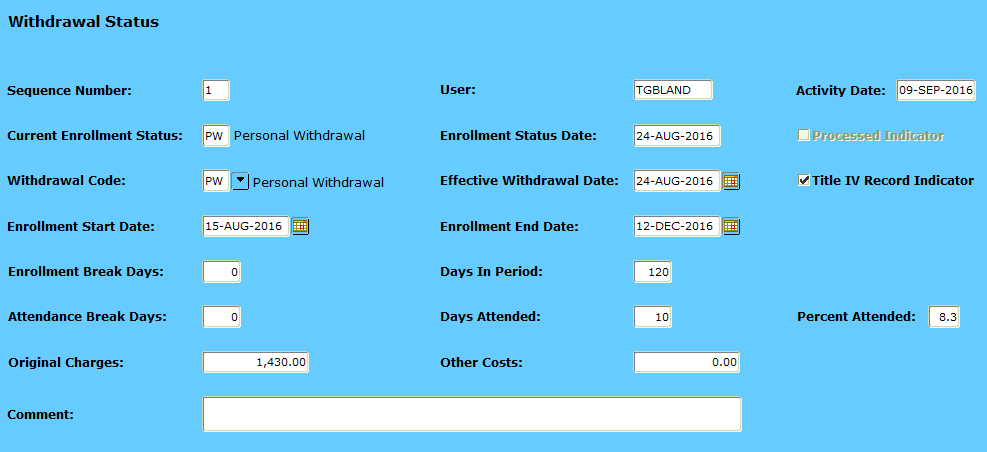 Withdrawal Status
Sequence Number: 1 User: TGBLAND Activity Date: 09-SEP-2016
Current Enrollment Status: PW Personal Withdrawal Enrollment Status Date: 24-AUG-2016 Processed Indicator
Withdrawal Code: PW Personal Withdrawal Effective Withdrawal Date: 24-AUG-2016 Title IV Record Indicator
Enrollment Start Date: 15-AUG-2016 Enrollment End Date: 12-DEC-2016
Enrollment Break Days: 0 Days In Period: 120
Attendance Break Days: 0 Days Attended: 10 Percent Attended: 8.3
Original Charges: 1,430.00 Other Costs: 0.00
Comment: